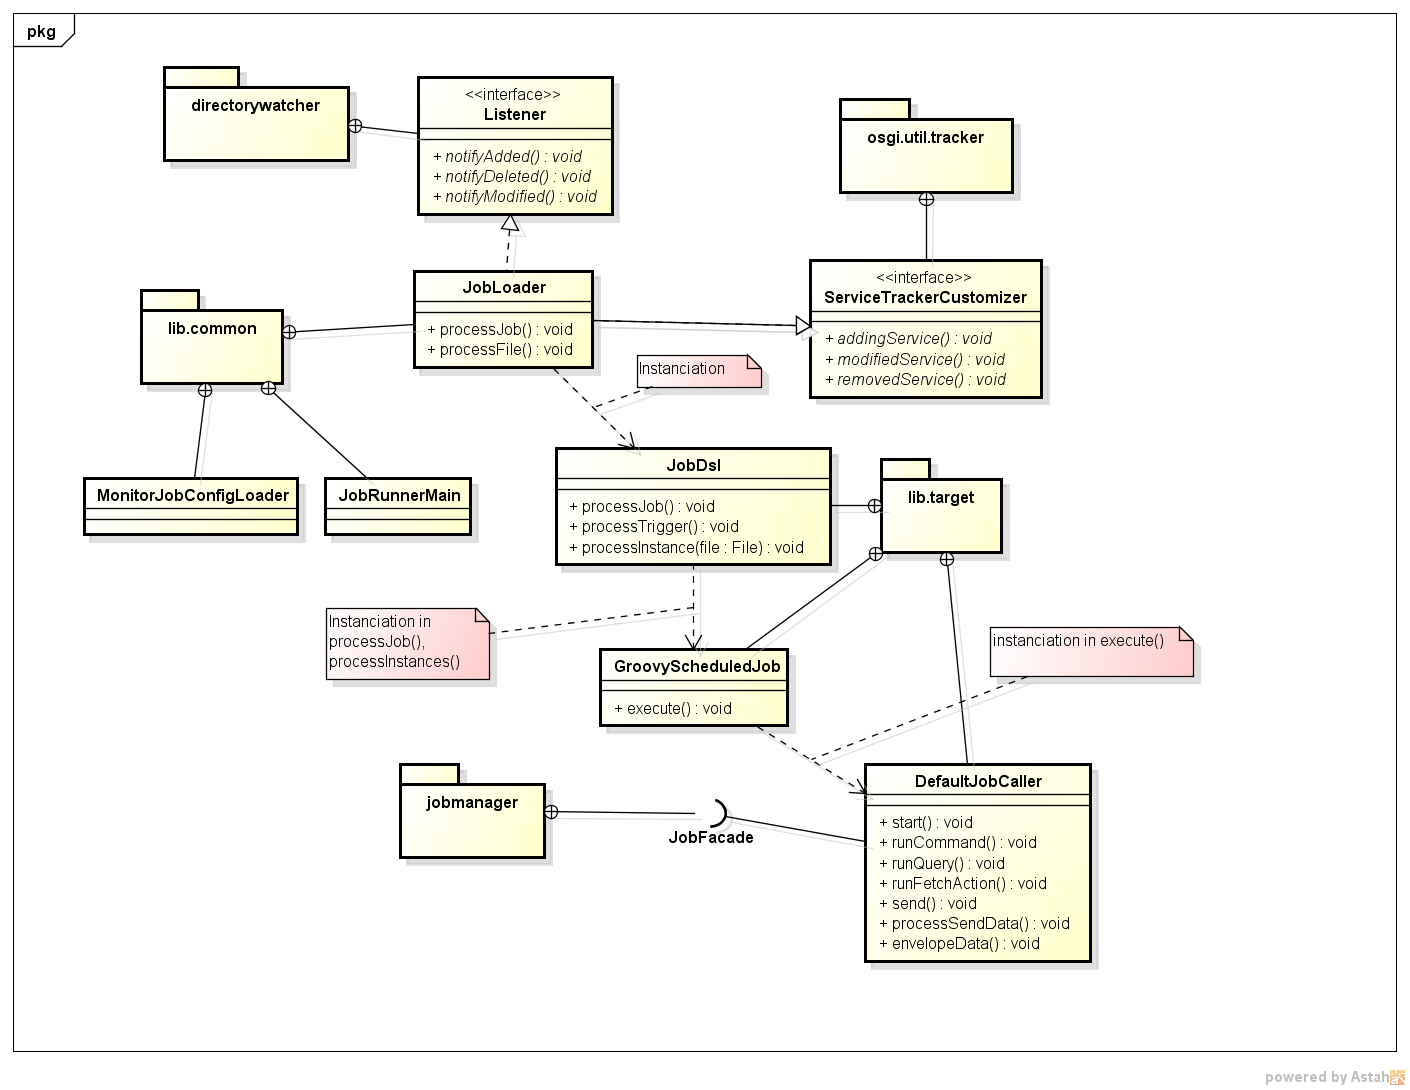 pkg
directorywatcher
<<interface>>
Listener
+ notifyAdded() : void
+ notifyDeleted() : void
+ notifyModified() : void
osgi.util.tracker
<<interface>>
ServiceTrackerCustomizer
+ addingService() : void
+ modifiedService() : void
+ removedService() : void
JobLoader
+ processJob() : void
+ processFile() : void
lib.common
Instanciation
MonitorJobConfigLoader
JobRunnerMain
JobDsl
+ processJob() : void
+ processTrigger() : void
+ processInstance(file : File) : void
lib.target
Instanciation in
processJob(),
processInstances()
instanciation in execute()
GroovyScheduledJob
+ execute() : void
jobmanager
JobFacade
DefaultJobCaller
+ start() : void
+ runCommand() : void
+ runQuery() : void
+ runFetchAction() : void
+ send() : void
+ processSendData() : void
+ envelopeData() : void
powered by Astah